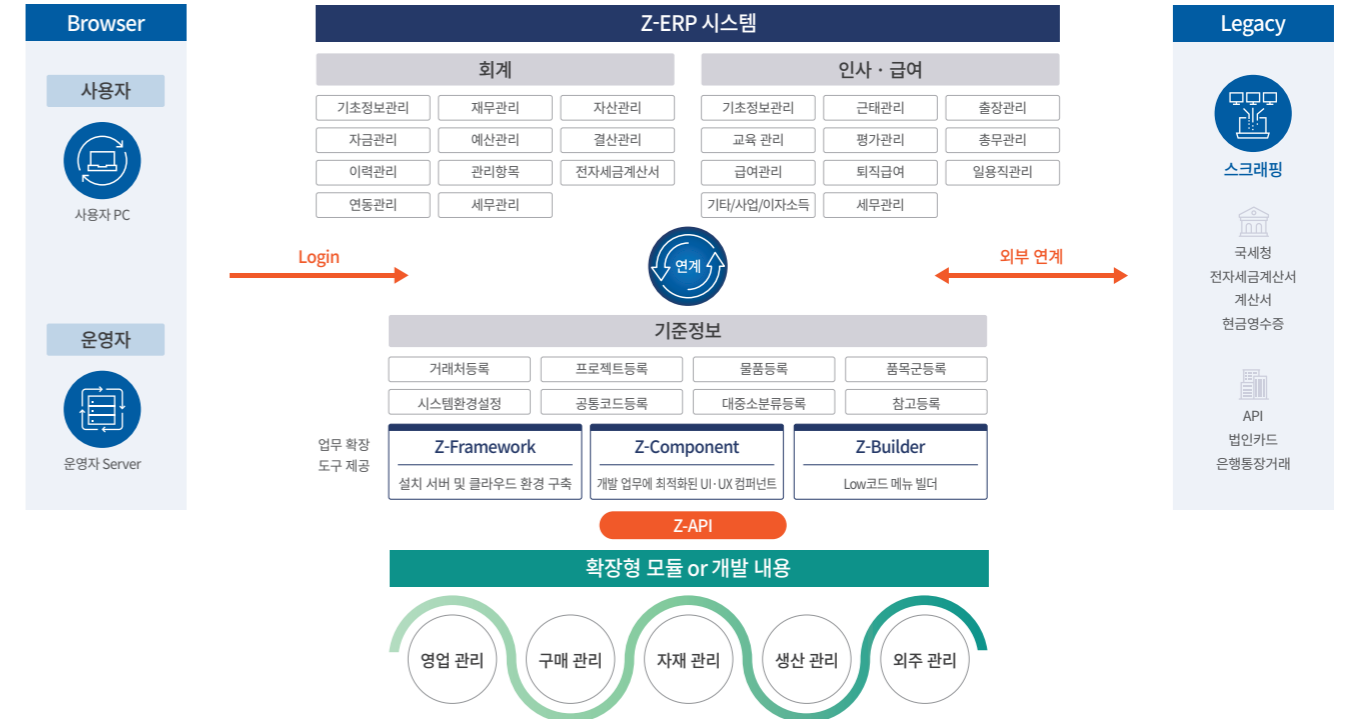 Browser
사용자
사용자 PC
운영자
운영자 Server
Login
Z-ERP 시스템
회계
기초정보관리 재무관리 자산관리
자금관리 예산관리 결산관리
이력관리 관리항목 전자세금계산서
연동관리 세무관리
인사 · 급여
기초정보관리 근태관리 출장관리
교육 관리 평가관리 총무관리
급여관리 퇴직급여 일용직관리
기타/사업/이자소득 세무관리
연계
기준정보
거래처등록 프로젝트등록 물품등록 품목군등록
시스템환경설정 공통코드등록 대중소분류등록 참고등록
업무 확장
도구 제공
Z-Framework
설치 서버 및 클라우드 환경 구축
Z-Component
개발 업무에 최적화된 UI·UX 컴퍼넌트
Z-Builder
Low코드 메뉴 빌더
Z-API
확장형 모듈 or 개발 내용
영업 관리 구매 관리 자재 관리 생산 관리 외주 관리
외부 연계
Legacy
스크래핑
국세청
전자세금계산서
계산서
현금영수증
API
법인카드
은행통장거래